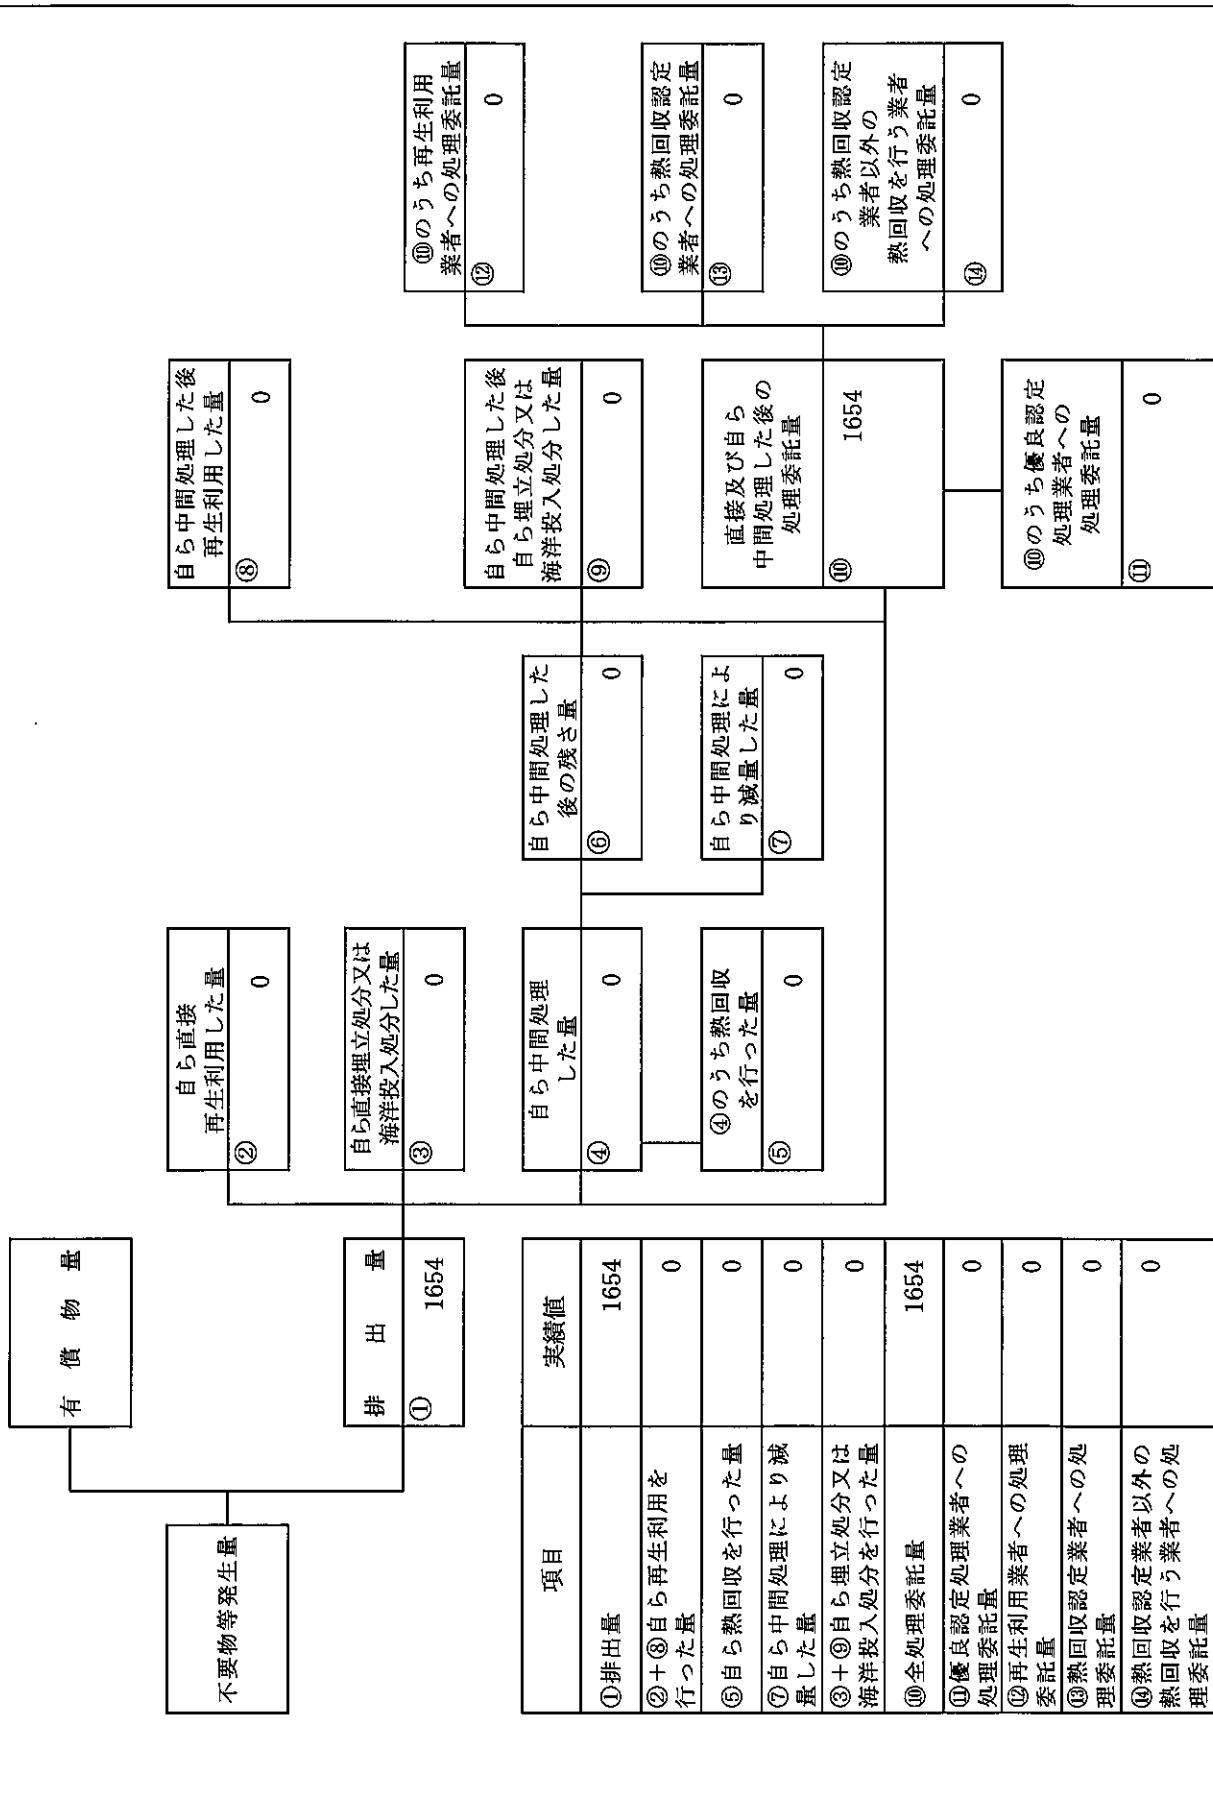 不要物等発生量
有償物量
排出量
①
1654
自ら直接
再生利用した量
②
0
自ら直接埋立処分又は
海洋投入処分した量
③
0
自ら中間処理
した量
④
0
④のうち熱回収
を行った量
⑤
0
自ら中間処理した
後の残さ量
⑥
0
自ら中間処理によ
り減量した量
⑦
0
自ら中間処理した後
再生利用した量
⑧
0
自ら中間処理した後
自ら埋立処分又は
海洋投入処分した量
⑨
0
直接及び自ら
中間処理した後の
処理委託量
⑩
1654
⑩のうち優良認定
処理業者への
処理委託量
⑪
0
⑩のうち再生利用
業者への処理委託量
⑫
0
⑩のうち熱回収認定
業者への処理委託量
⑬
0
⑩のうち熱回収認定
業者以外の
熱回収を行う業者
への処理委託量
⑭
0
項目
実績値
①排出量
1654
②+⑧自ら再生利用を
行った量
0
⑤自ら熱回収を行った量
0
⑦自ら中間処理により減
量した量
0
③+⑨自ら埋立処分又は
海洋投入処分を行った量
0
⑩全処理委託量
1654
⑪優良認定処理業者への
処理委託量
0
⑫再生利用業者への処理
委託量
0
⑬熱回収認定業者への処
理委託量
0
⑭熱回収認定業者以外の
熱回収を行う業者への処
理委託量
0